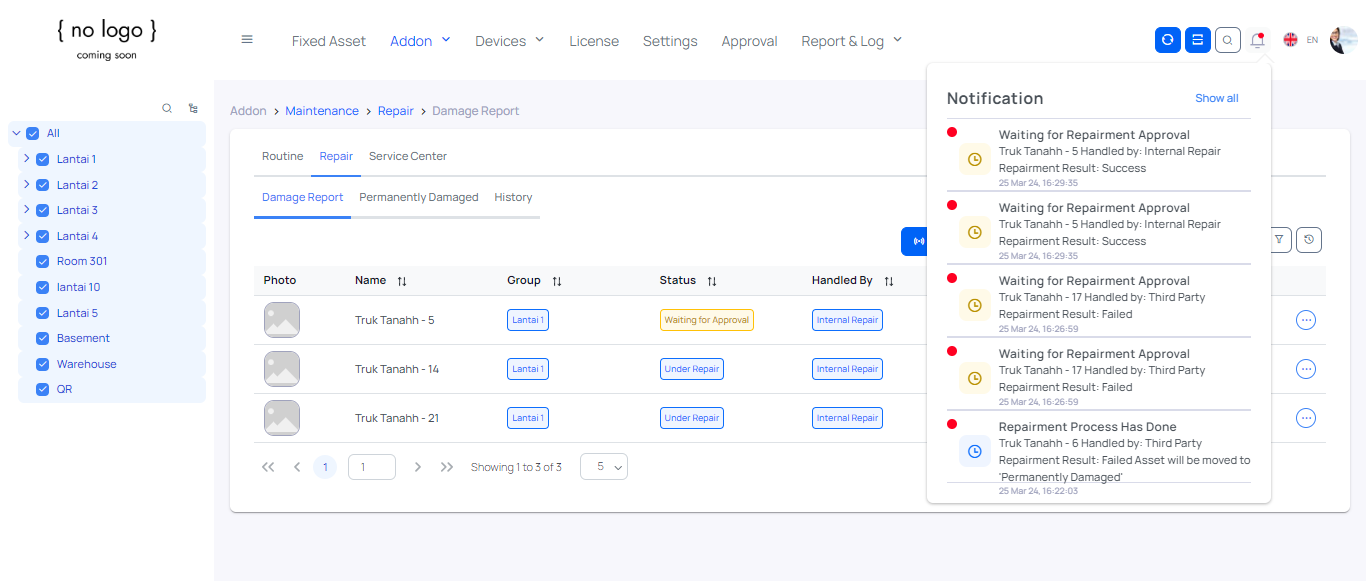 { no logo }
coming soon
Fixed Asset
Addon
Devices
License
Settings
Approval
Report & Log
EN
All
Lantai 1
Lantai 2
Lantai 3
Lantai 4
Room 301
lantai 10
Lantai 5
Basement
Warehouse
QR
Addon > Maintenance > Repair > Damage Report
Routine
Repair
Service Center
Damage Report
Permanently Damaged
History
Photo
Name
Group
Status
Handled By
Truk Tanahh - 5
Lantai 1
Waiting for Approval
Internal Repair
Truk Tanahh - 14
Lantai 1
Under Repair
Internal Repair
Truk Tanahh - 21
Lantai 1
Under Repair
Internal Repair
1
1
Showing 1 to 3 of 3
5
Notification
Show all
Waiting for Repairment Approval
Truk Tanahh - 5 Handled by: Internal Repair
Repairment Result: Success
25 Mar 24, 16:29:35
Waiting for Repairment Approval
Truk Tanahh - 5 Handled by: Internal Repair
Repairment Result: Success
25 Mar 24, 16:29:35
Waiting for Repairment Approval
Truk Tanahh - 17 Handled by: Third Party
Repairment Result: Failed
25 Mar 24, 16:26:59
Waiting for Repairment Approval
Truk Tanahh - 17 Handled by: Third Party
Repairment Result: Failed
25 Mar 24, 16:26:59
Repairment Process Has Done
Truk Tanahh - 6 Handled by: Third Party
Repairment Result: Failed Asset will be moved to
'Permanently Damaged'
25 Mar 24, 16:22:03